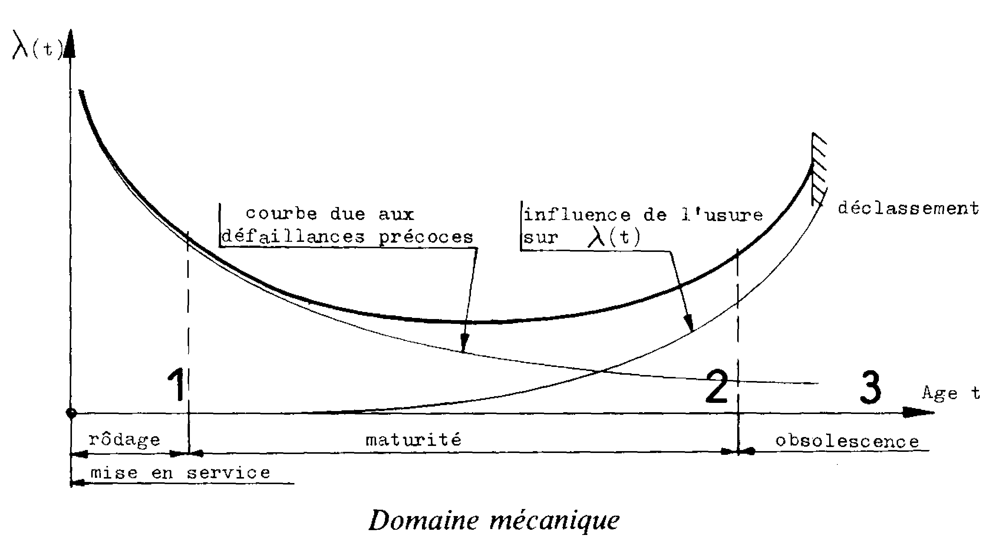 λ(t)
courbe due aux
défaillances précoces
influence de l'usure
sur λ(t)
déclassement
1
2
3
Age t
rôdage
maturité
obsolescence
mise en service
Domaine mécanique